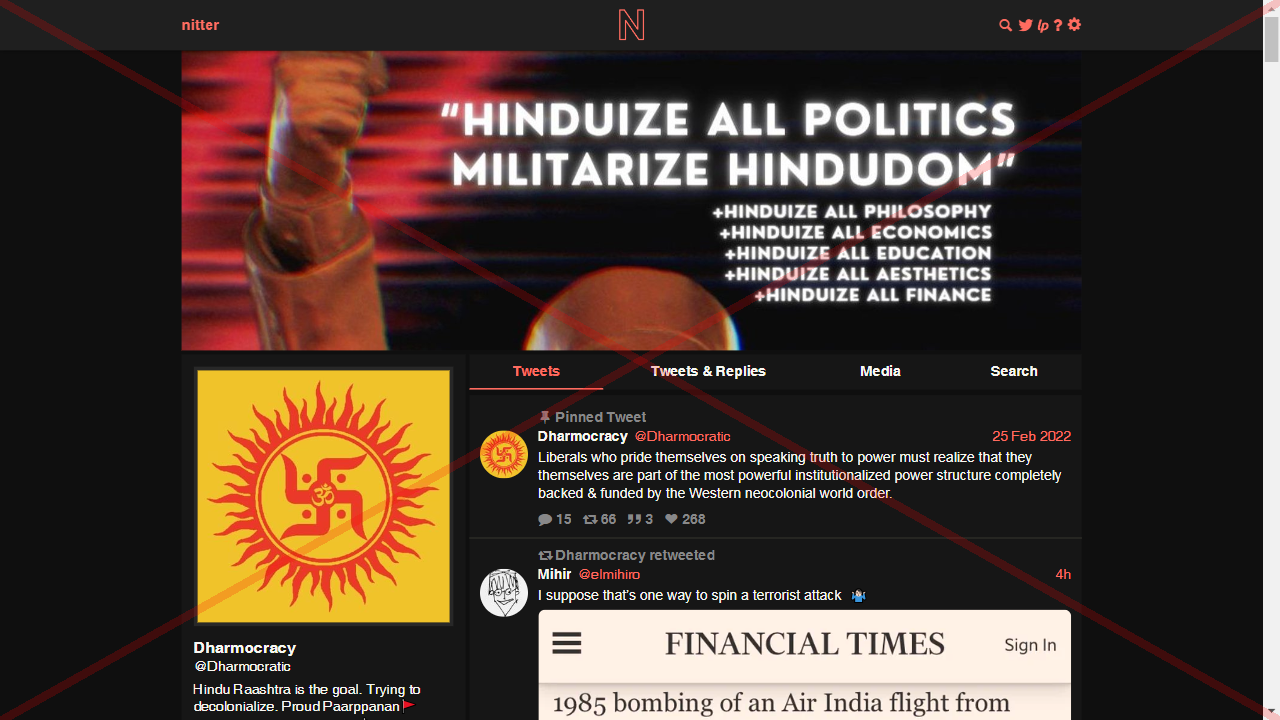 nitter
N
lp ?
“HINDUIZE ALL POLITICS
MILITARIZE HINDUDOM”
+HINDUIZE ALL PHILOSOPHY
+HINDUIZE ALL ECONOMICS
+HINDUIZE ALL EDUCATION
+HINDUIZE ALL AESTHETICS
+HINDUIZE ALL FINANCE
Tweets Tweets & Replies Media Search
Pinned Tweet
Dharmocracy @Dharmocratic 25 Feb 2022
Liberals who pride themselves on speaking truth to power must realize that they
themselves are part of the most powerful institutionalized power structure completely
backed & funded by the Western neocolonial world order.
15 66 3 268
Dharmocracy retweeted
Mihir @elmihiro 4h
I suppose that's one way to spin a terrorist attack
FINANCIAL TIMES Sign In
1985 bombing of an Air India flight from
ॐ
Dharmocracy
@Dharmocratic
Hindu Raashtra is the goal. Trying to
decolonialize. Proud Paarppanan